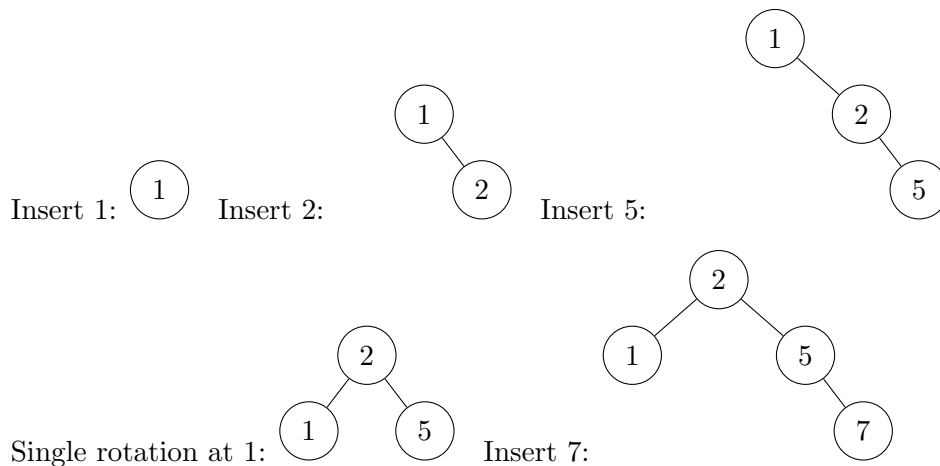 1
1 2
Insert 1: 1 Insert 2: 2 Insert 5: 5
2
2 1 5
Single rotation at 1: 1 5 Insert 7: 7